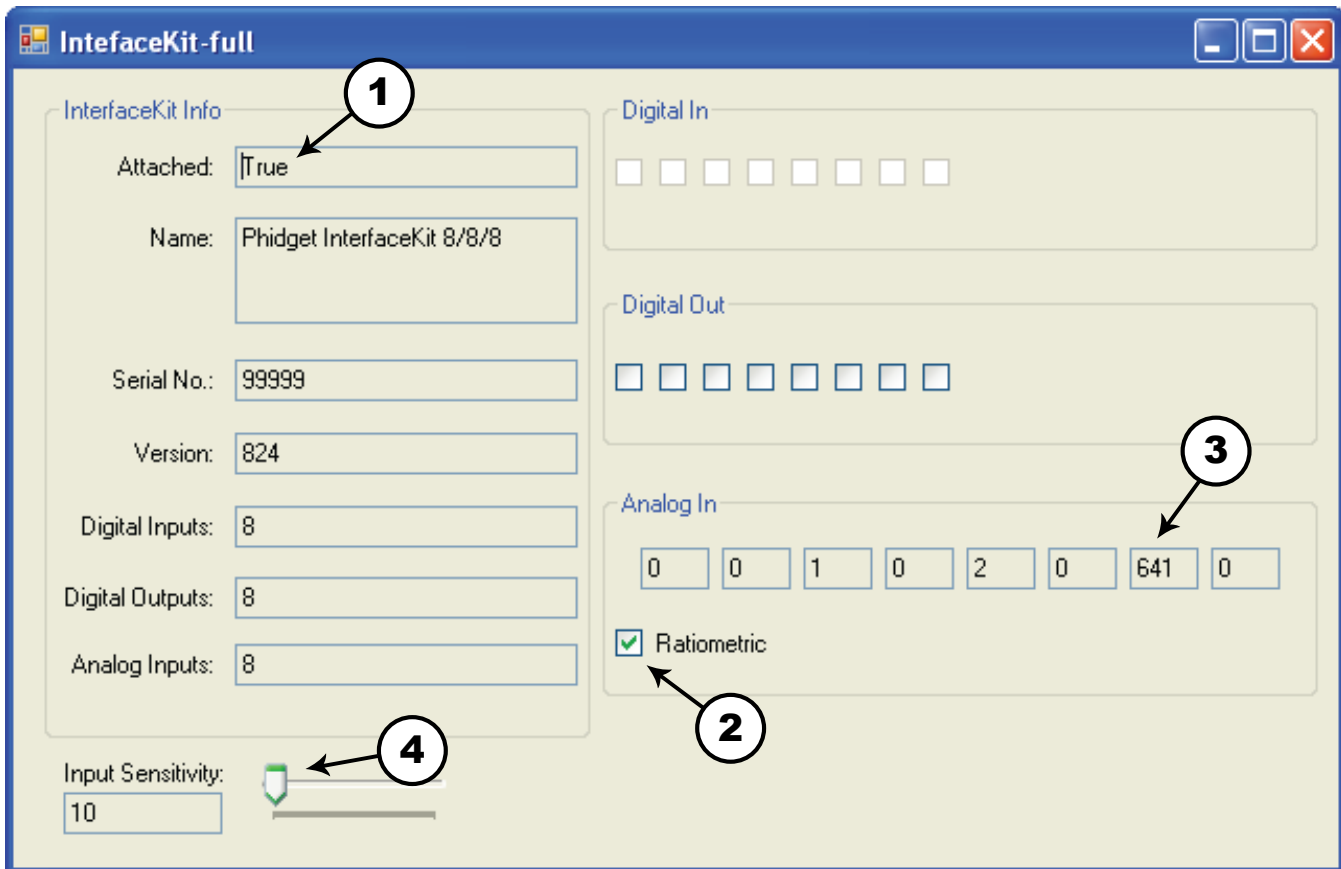 IntefaceKit-full
1
InterfaceKit Info
Attached: True
Name: Phidget InterfaceKit 8/8/8
Serial No.: 99999
Version: 824
Digital Inputs: 8
Digital Outputs: 8
Analog Inputs: 8
Input Sensitivity:
10
4
Digital In
Digital Out
3
Analog In
0 0 1 0 2 0 641 0
Ratiometric
2